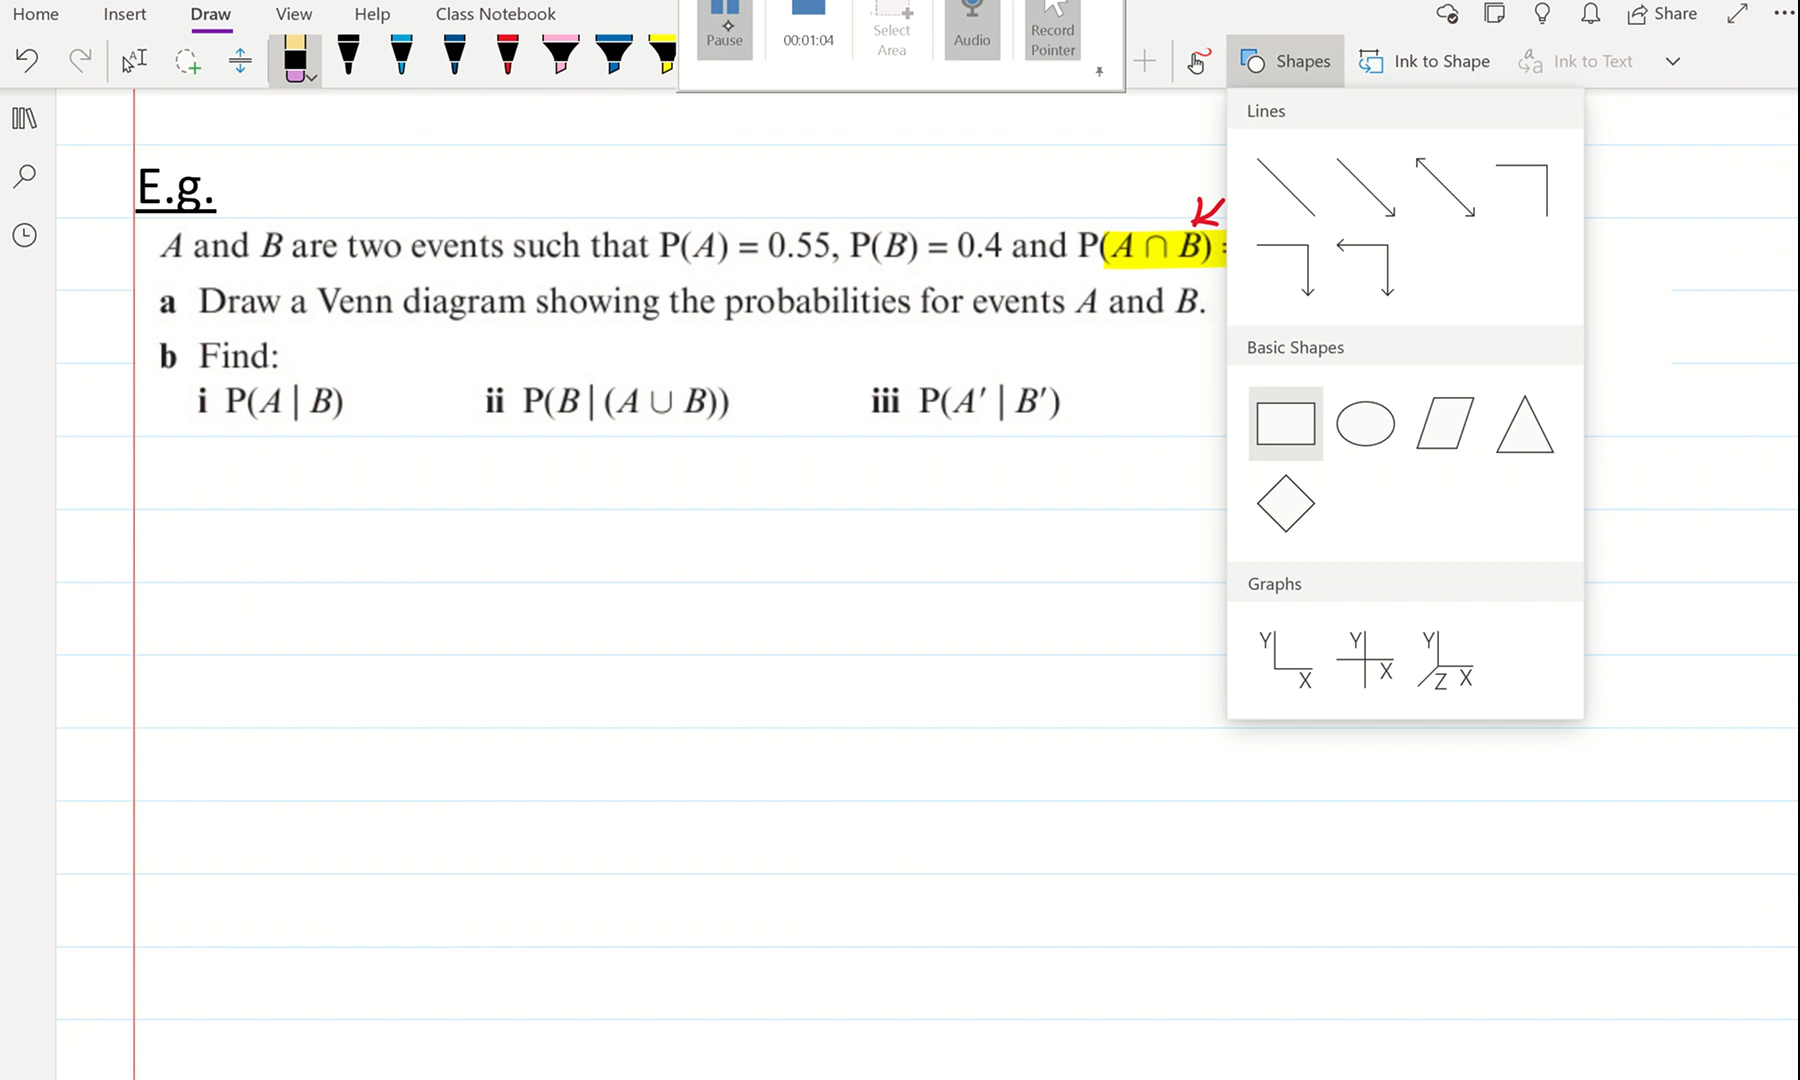 Home Insert Draw View Help Class Notebook
Pause
00:01:04
Select Area
Audio
Record Pointer
Share
Shapes
Ink to Shape
Ink to Text
Lines
Basic Shapes
Graphs
Y X
Y X
Y Z X
E.g.
A and B are two events such that P(A) = 0.55, P(B) = 0.4 and P(A ∩ B) =
a Draw a Venn diagram showing the probabilities for events A and B.
b Find:
i P(A | B) ii P(B | (A ∪ B)) iii P(A′ | B′)